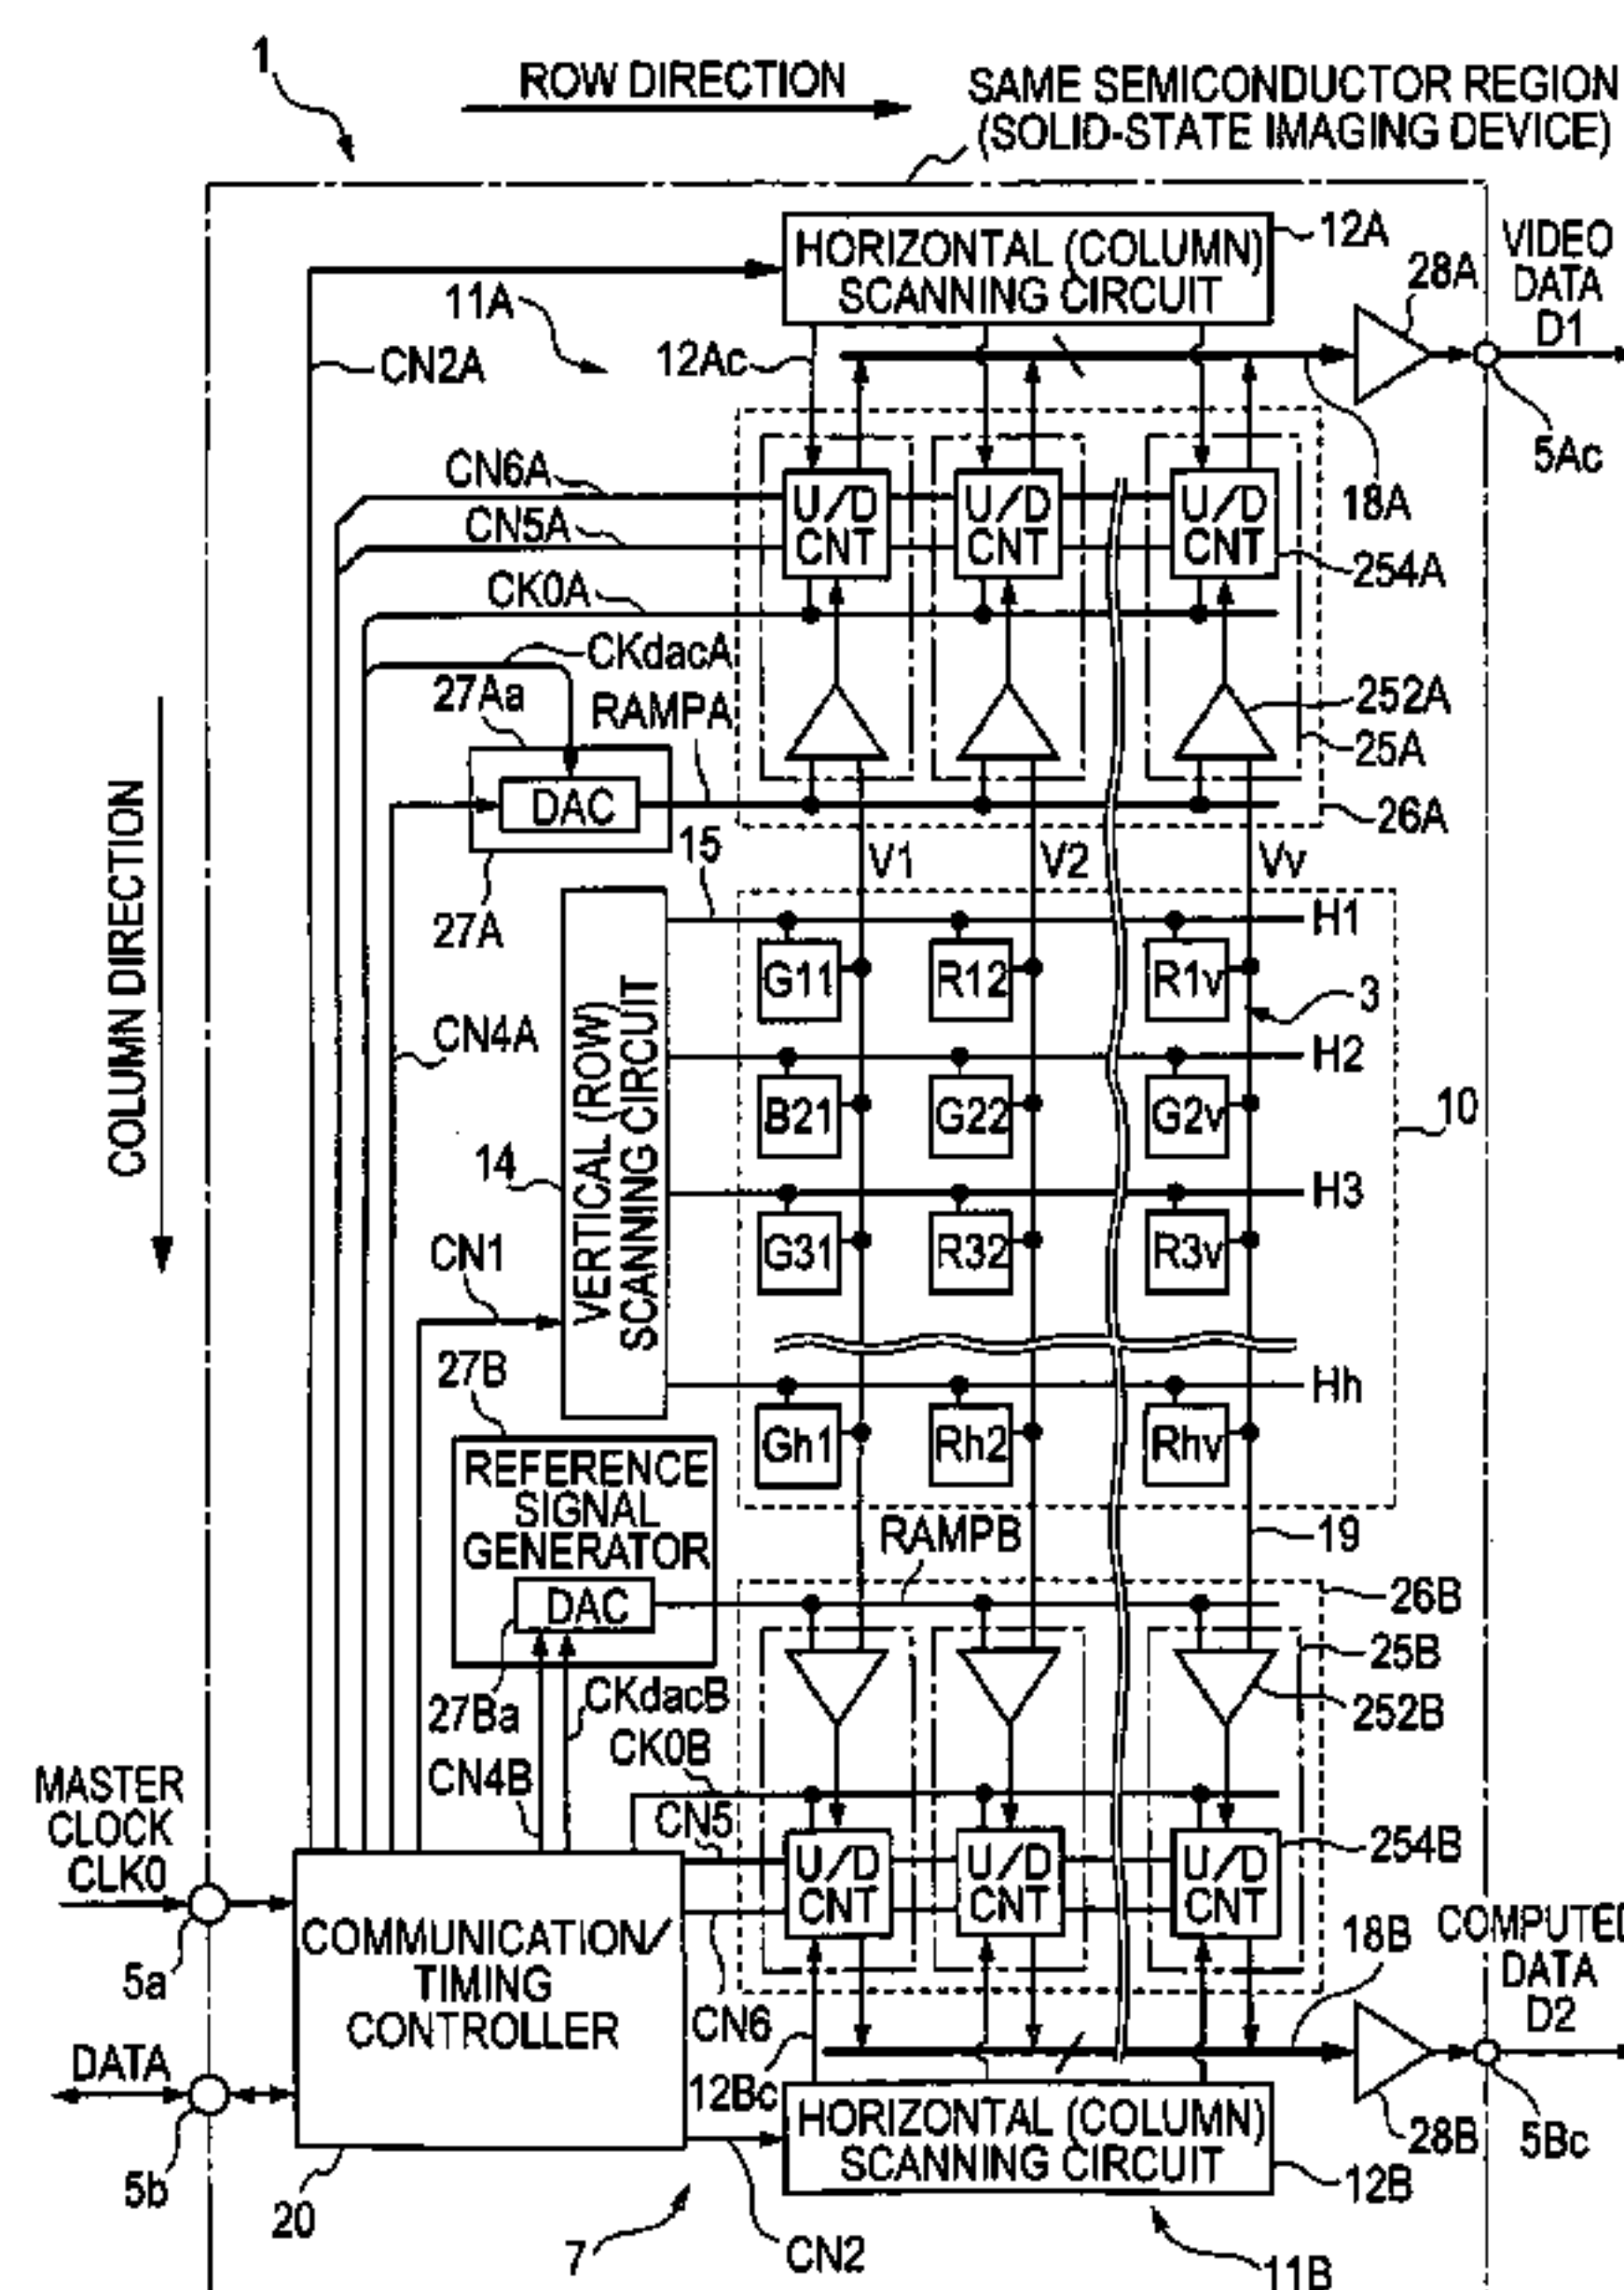 1
ROW DIRECTION
SAME SEMICONDUCTOR REGION
(SOLID-STATE IMAGING DEVICE)
HORIZONTAL (COLUMN)
SCANNING CIRCUIT
12A
VIDEO
DATA
D1
28A
11A
CN2A
12Ac
5Ac
18A
CN6A
CN5A
CK0A
U/D
CNT
U/D
CNT
U/D
CNT
254A
CKdacA
27Aa
RAMPA
252A
25A
DAC
26A
COLUMN DIRECTION
27A
15
V1
V2
Vv
H1
G11
R12
R1v
3
CN4A
H2
B21
G22
G2v
10
14
VERTICAL (ROW)
SCANNING CIRCUIT
H3
G31
R32
R3v
CN1
27B
Hh
Gh1
Rh2
Rhv
REFERENCE
SIGNAL
GENERATOR
DAC
RAMPB
19
26B
25B
27Ba
CKdacB
252B
CK0B
CN4B
MASTER
CLOCK
CLK0
CN5
U/D
CNT
U/D
CNT
U/D
CNT
254B
5a
COMMUNICATION/
TIMING
CONTROLLER
18B
COMPUTED
DATA
D2
CN6
DATA
12Bc
HORIZONTAL (COLUMN)
SCANNING CIRCUIT
28B
5Bc
5b
20
12B
7
CN2
11B